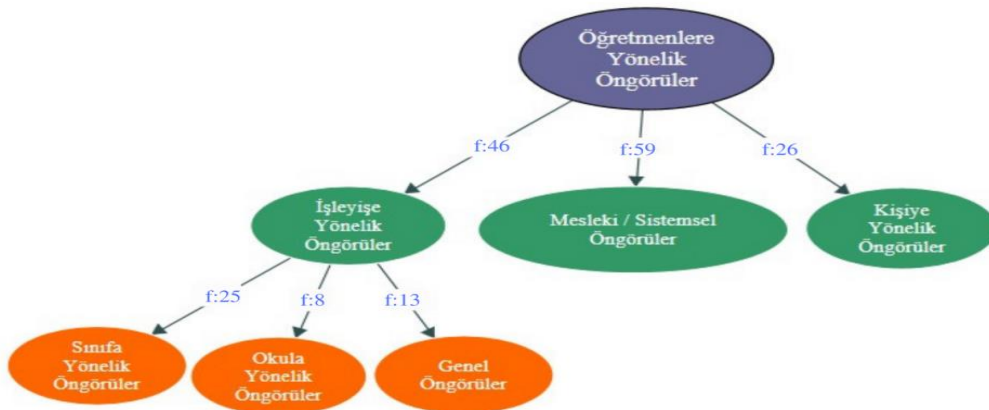 Öğretmenlere
Yönelik
Öngörüler
f:46
f:59
f:26
İşleyişe
Yönelik
Öngörüler
Mesleki / Sistemsel
Öngörüler
Kişiye
Yönelik
Öngörüler
f:25
f:8
f:13
Sınıfa
Yönelik
Öngörüler
Okula
Yönelik
Öngörüler
Genel
Öngörüler